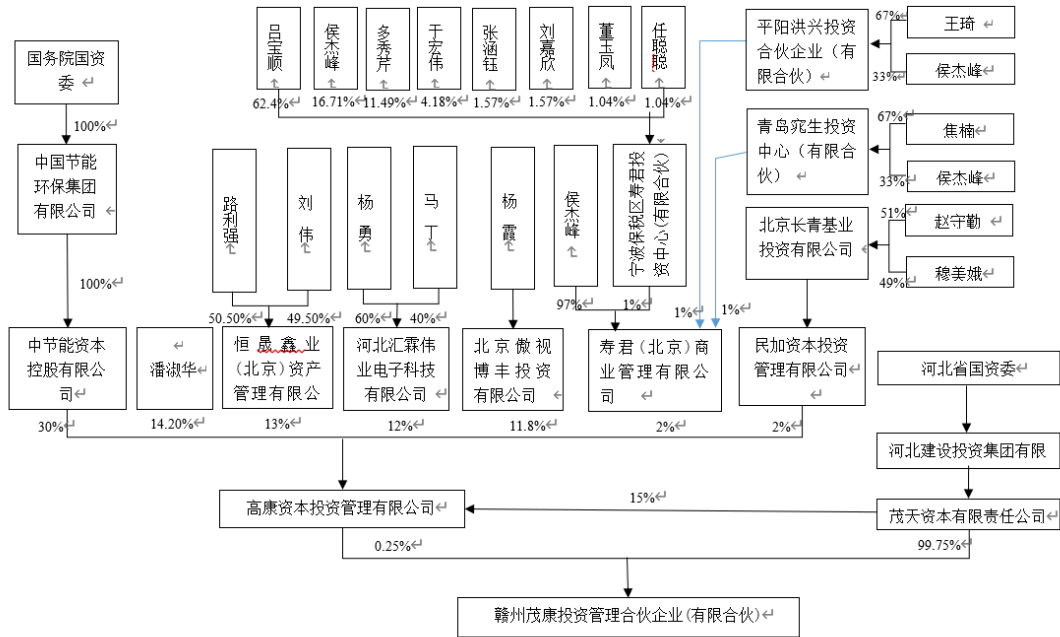 国务院国资
委
100%
中国节能
环保集团
有限公司
100%
中节能资本
控股有限公
司
30%
潘淑华
14.20%
吕宝顺
侯杰峰
多秀芹
于宏伟
张涵钰
刘嘉欣
董玉凤
任聪聪
62.4%
16.71%
11.49%
4.18%
1.57%
1.57%
1.04%
1.04%
路利强
刘伟
杨勇
马丁
杨霞
侯杰峰
宁波保税区寿君投
资中心(有限合伙)
50.50%
49.50%
60%
40%
97%
1%
1%
1%
恒晟鑫业
(北京)资产
管理有限公
13%
河北汇霖伟
业电子科技
有限公司
12%
北京傲视
博丰投资
有限公司
11.8%
寿君(北京)商
业管理有限公
司
2%
平阳洪兴投资
合伙企业（有
限合伙）
67%
王琦
33%
侯杰峰
青岛窕生投资
中心（有限合
伙）
67%
焦楠
33%
侯杰峰
北京长青基业
投资有限公司
51%
赵守勤
49%
穆美娥
民加资本投资
管理有限公司
2%
河北省国资委
河北建设投资集团有限
茂天资本有限责任公司
15%
高康资本投资管理有限公司
0.25%
99.75%
赣州茂康投资管理合伙企业(有限合伙)